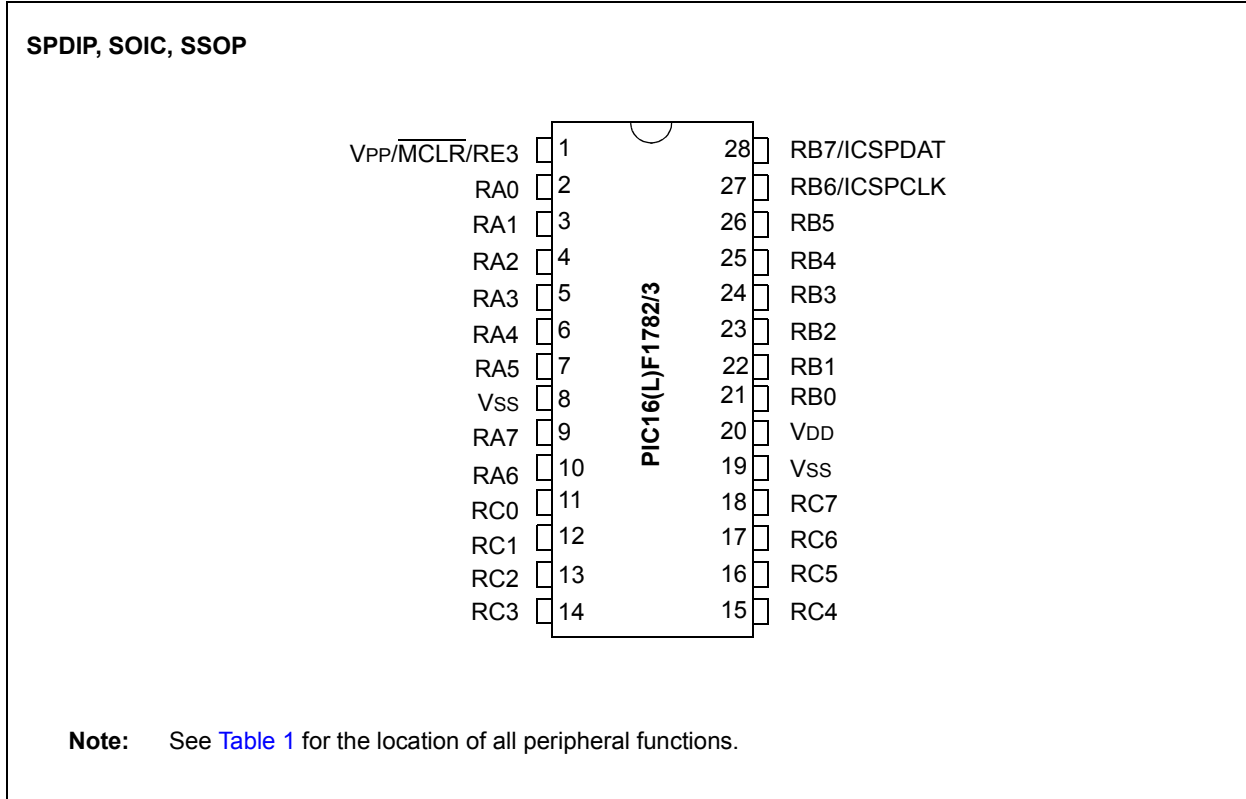 SPDIP, SOIC, SSOP
VPP/MCLR/RE3 1 28 RB7/ICSPDAT
RA0 2 27 RB6/ICSPCLK
RA1 3 26 RB5
RA2 4 25 RB4
RA3 5 24 RB3
RA4 6 23 RB2
RA5 7 22 RB1
VSS 8 21 RB0
RA7 9 20 VDD
RA6 10 19 VSS
RC0 11 18 RC7
RC1 12 17 RC6
RC2 13 16 RC5
RC3 14 15 RC4
PIC16(L)F1782/3
Note: See Table 1 for the location of all peripheral functions.